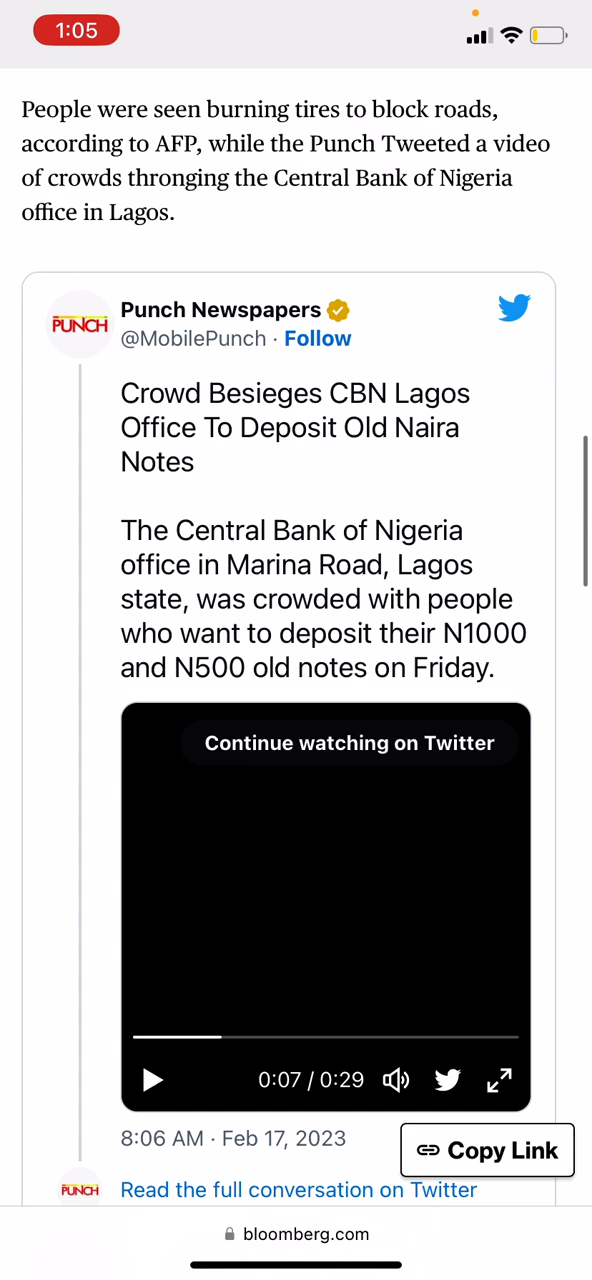 1:05
People were seen burning tires to block roads,
according to AFP, while the Punch Tweeted a video
of crowds thronging the Central Bank of Nigeria
office in Lagos.
PUNCH
Punch Newspapers
@MobilePunch · Follow
Crowd Besieges CBN Lagos
Office To Deposit Old Naira
Notes
The Central Bank of Nigeria
office in Marina Road, Lagos
state, was crowded with people
who want to deposit their N1000
and N500 old notes on Friday.
Continue watching on Twitter
0:07 / 0:29
8:06 AM · Feb 17, 2023
Copy Link
PUNCH
Read the full conversation on Twitter
bloomberg.com